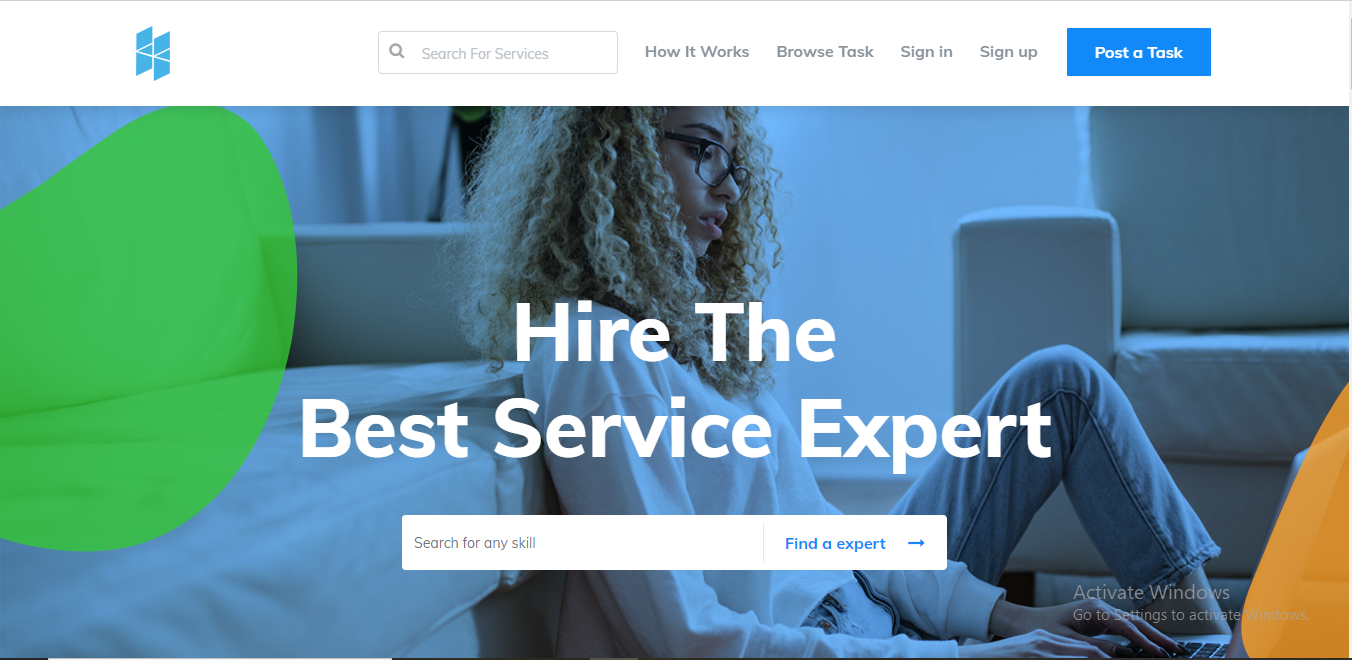 Search For Services
How It Works
Browse Task
Sign in
Sign up
Post a Task
Hire The
Best Service Expert
Search for any skill
Find a expert
Activate Windows
Go to Settings to activate Windows.